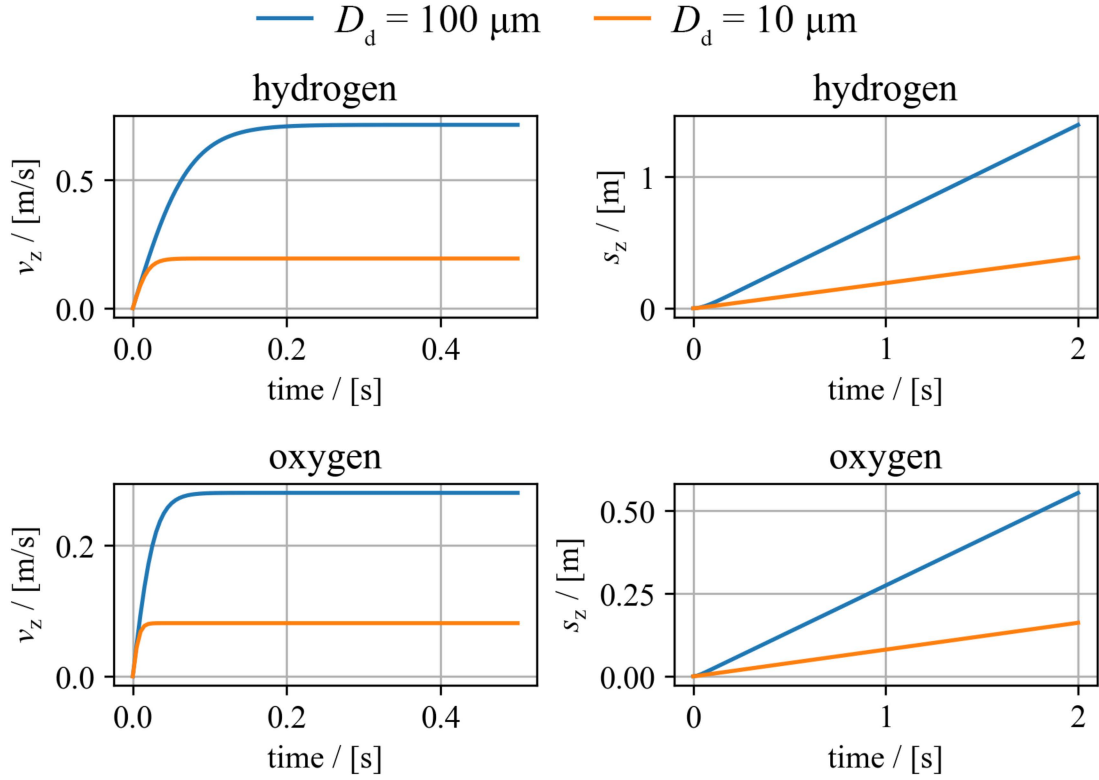 D_d = 100 μm   D_d = 10 μm
hydrogen
v_z / [m/s]
0.5
0.0
0.0 0.2 0.4
time / [s]
hydrogen
s_z / [m]
1
0
0 1 2
time / [s]
oxygen
v_z / [m/s]
0.2
0.0
0.0 0.2 0.4
time / [s]
oxygen
s_z / [m]
0.50
0.25
0.00
0 1 2
time / [s]